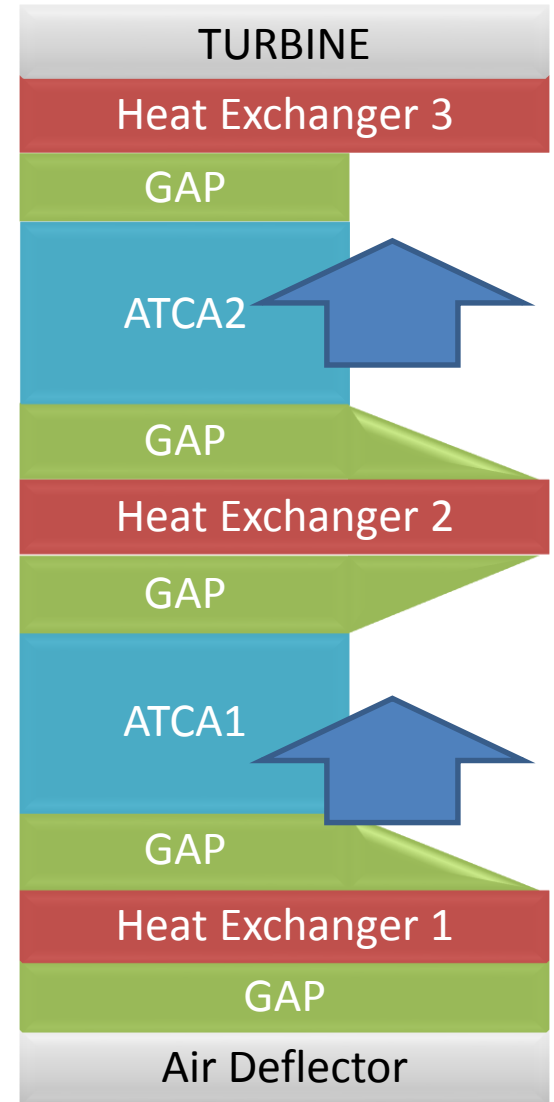 TURBINE
Heat Exchanger 3
GAP
ATCA2
GAP
Heat Exchanger 2
GAP
ATCA1
GAP
Heat Exchanger 1
GAP
Air Deflector